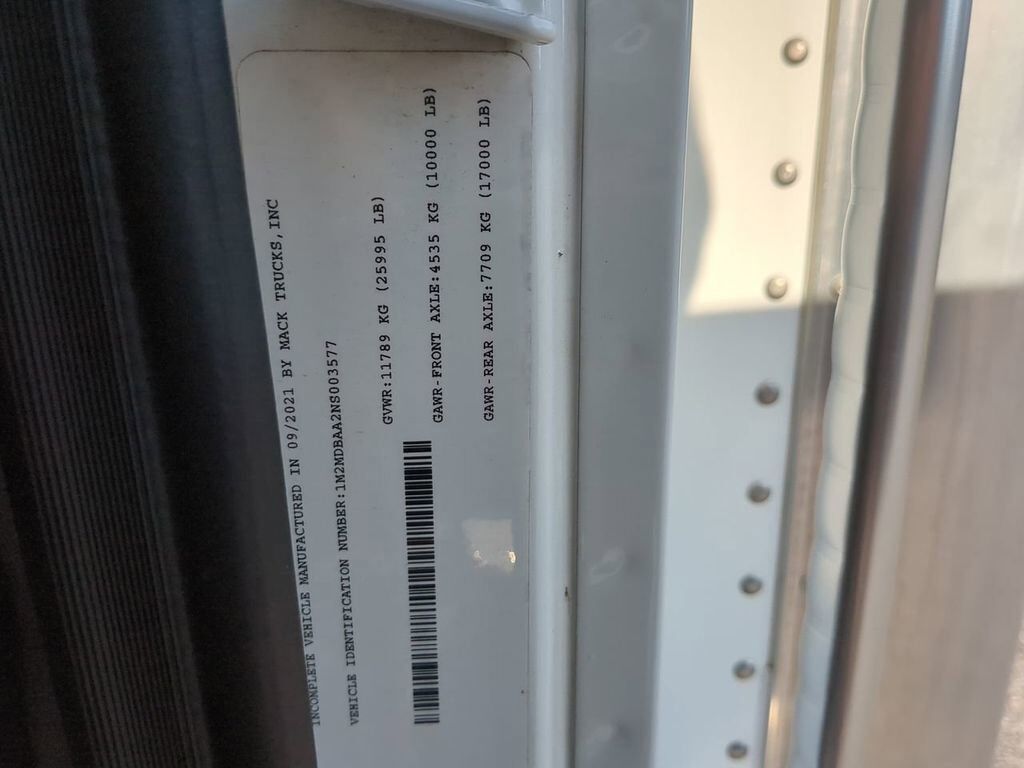 INCOMPLETE VEHICLE MANUFACTURED IN 09/2021 BY MACK TRUCKS,INC
VEHICLE IDENTIFICATION NUMBER:1M2MDBAA2NS003577
GVWR:11789 KG (25995 LB)
GAWR-FRONT AXLE:4535 KG (10000 LB)
GAWR-REAR AXLE:7709 KG (17000 LB)